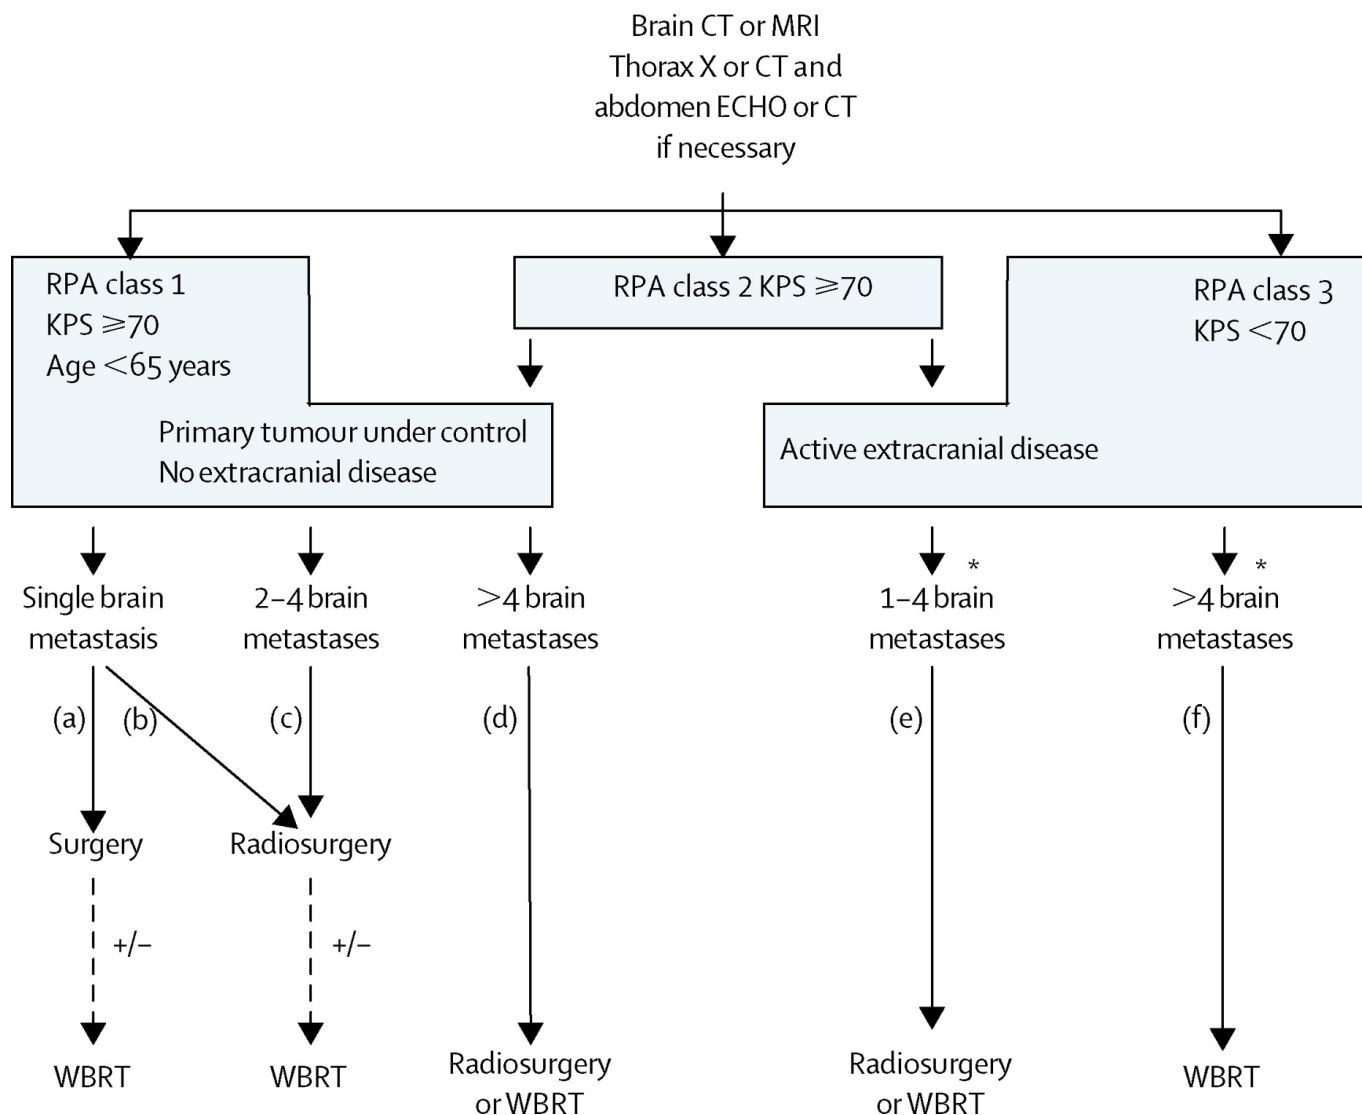 Brain CT or MRI
Thorax X or CT and
abdomen ECHO or CT
if necessary
RPA class 1
KPS ⩾70
Age <65 years
Primary tumour under control
No extracranial disease
RPA class 2 KPS ⩾70
RPA class 3
KPS <70
Active extracranial disease
Single brain
metastasis
2–4 brain
metastases
>4 brain
metastases
*
1–4 brain
metastases
*
>4 brain
metastases
(a)
(b)
(c)
(d)
(e)
(f)
Surgery
Radiosurgery
+/–
+/–
WBRT
WBRT
Radiosurgery
or WBRT
Radiosurgery
or WBRT
WBRT